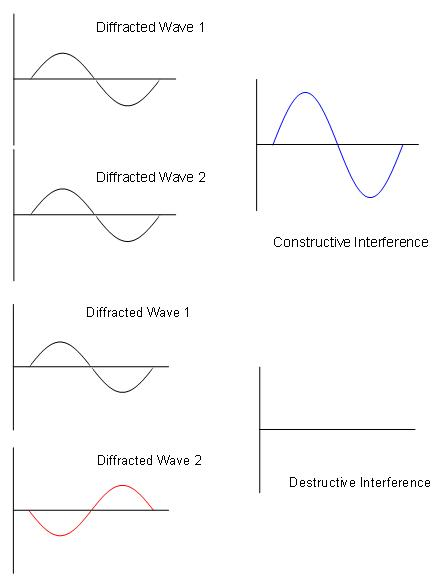 Diffracted Wave 1
Diffracted Wave 2
Constructive Interference
Diffracted Wave 1
Diffracted Wave 2
Destructive Interference